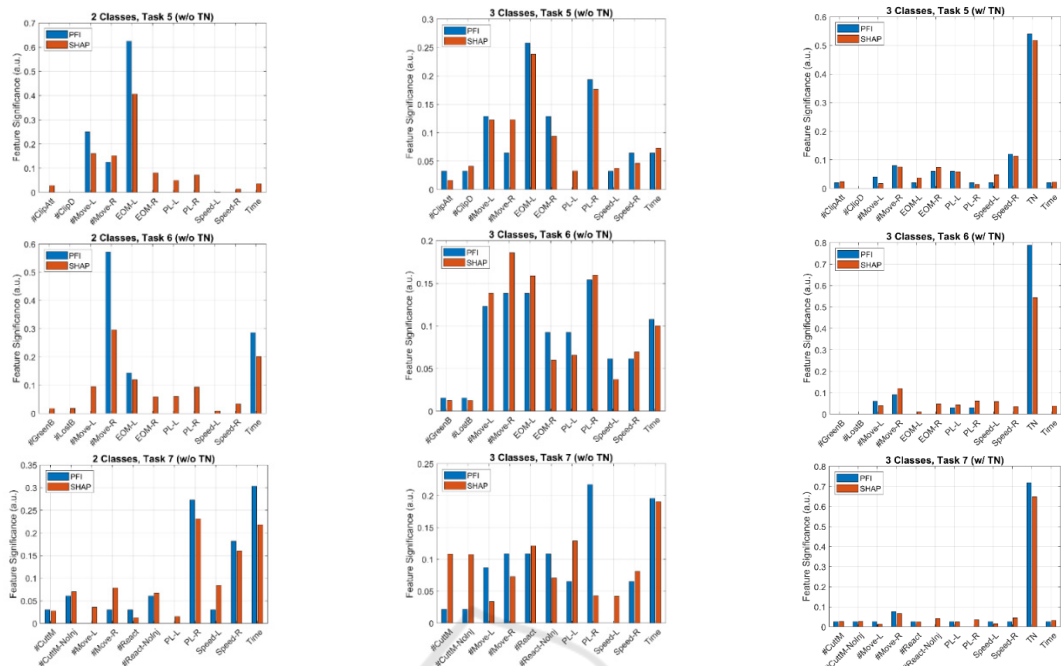 2 Classes, Task 5 (w/o TN)
PFI
SHAP
Feature Significance (a.u.)
0.7
0.6
0.5
0.4
0.3
0.2
0.1
0
#ClipAtt
#ClipD
#Move-L
#Move-R
EOM-L
EOM-R
PL-L
PL-R
Speed-L
Speed-R
Time
3 Classes, Task 5 (w/o TN)
PFI
SHAP
Feature Significance (a.u.)
0.3
0.25
0.2
0.15
0.1
0.05
0
#ClipAtt
#ClipD
#Move-L
#Move-R
EOM-L
EOM-R
PL-L
PL-R
Speed-L
Speed-R
Time
3 Classes, Task 5 (w/ TN)
PFI
SHAP
Feature Significance (a.u.)
0.6
0.5
0.4
0.3
0.2
0.1
0
#ClipAtt
#ClipD
#Move-L
#Move-R
EOM-L
EOM-R
PL-L
PL-R
Speed-L
Speed-R
TN
Time
2 Classes, Task 6 (w/o TN)
PFI
SHAP
Feature Significance (a.u.)
0.6
0.5
0.4
0.3
0.2
0.1
0
#GreenB
#LostB
#Move-L
#Move-R
EOM-L
EOM-R
PL-L
PL-R
Speed-L
Speed-R
Time
3 Classes, Task 6 (w/o TN)
PFI
SHAP
Feature Significance (a.u.)
0.2
0.15
0.1
0.05
0
#GreenB
#LostB
#Move-L
#Move-R
EOM-L
EOM-R
PL-L
PL-R
Speed-L
Speed-R
Time
3 Classes, Task 6 (w/ TN)
PFI
SHAP
Feature Significance (a.u.)
0.8
0.7
0.6
0.5
0.4
0.3
0.2
0.1
0
#GreenB
#LostB
#Move-L
#Move-R
EOM-L
EOM-R
PL-L
PL-R
Speed-L
Speed-R
TN
Time
2 Classes, Task 7 (w/o TN)
PFI
SHAP
Feature Significance (a.u.)
0.35
0.3
0.25
0.2
0.15
0.1
0.05
0
#CuttM
#CuttM-NoInj
#Move-L
#Move-R
#React
#React-NoInj
PL-L
PL-R
Speed-L
Speed-R
Time
3 Classes, Task 7 (w/o TN)
PFI
SHAP
Feature Significance (a.u.)
0.25
0.2
0.15
0.1
0.05
0
#CuttM
#CuttM-NoInj
#Move-L
#Move-R
#React
#React-NoInj
PL-L
PL-R
Speed-L
Speed-R
Time
3 Classes, Task 7 (w/ TN)
PFI
SHAP
Feature Significance (a.u.)
0.8
0.7
0.6
0.5
0.4
0.3
0.2
0.1
0
#CuttM
#CuttM-NoInj
#Move-L
#Move-R
#React
#React-NoInj
PL-L
PL-R
Speed-L
Speed-R
TN
Time